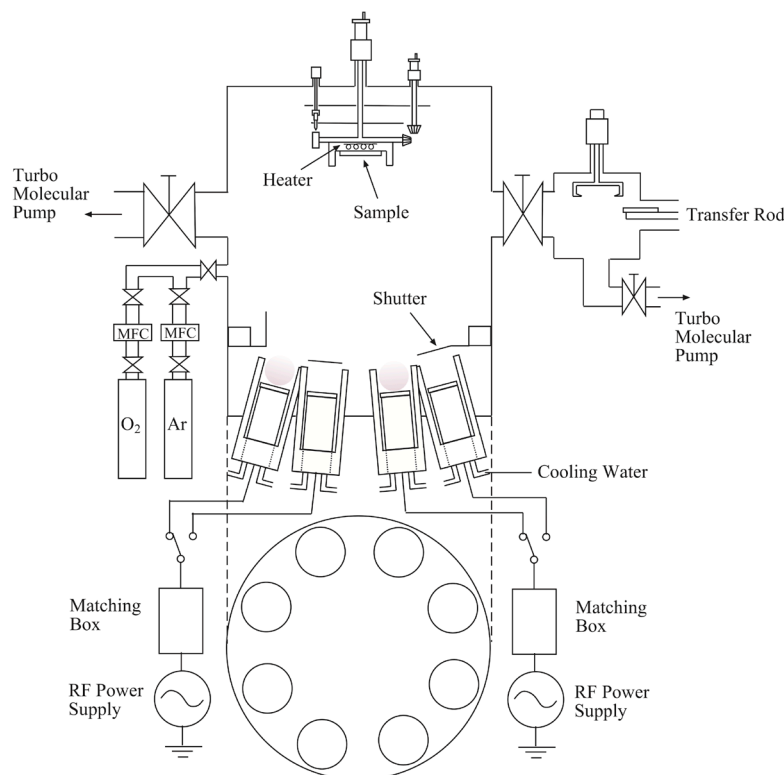 Turbo
Molecular
Pump
Heater
Sample
Transfer Rod
Shutter
Turbo
Molecular
Pump
MFC
MFC
O₂
Ar
Cooling Water
Matching
Box
Matching
Box
RF Power
Supply
RF Power
Supply